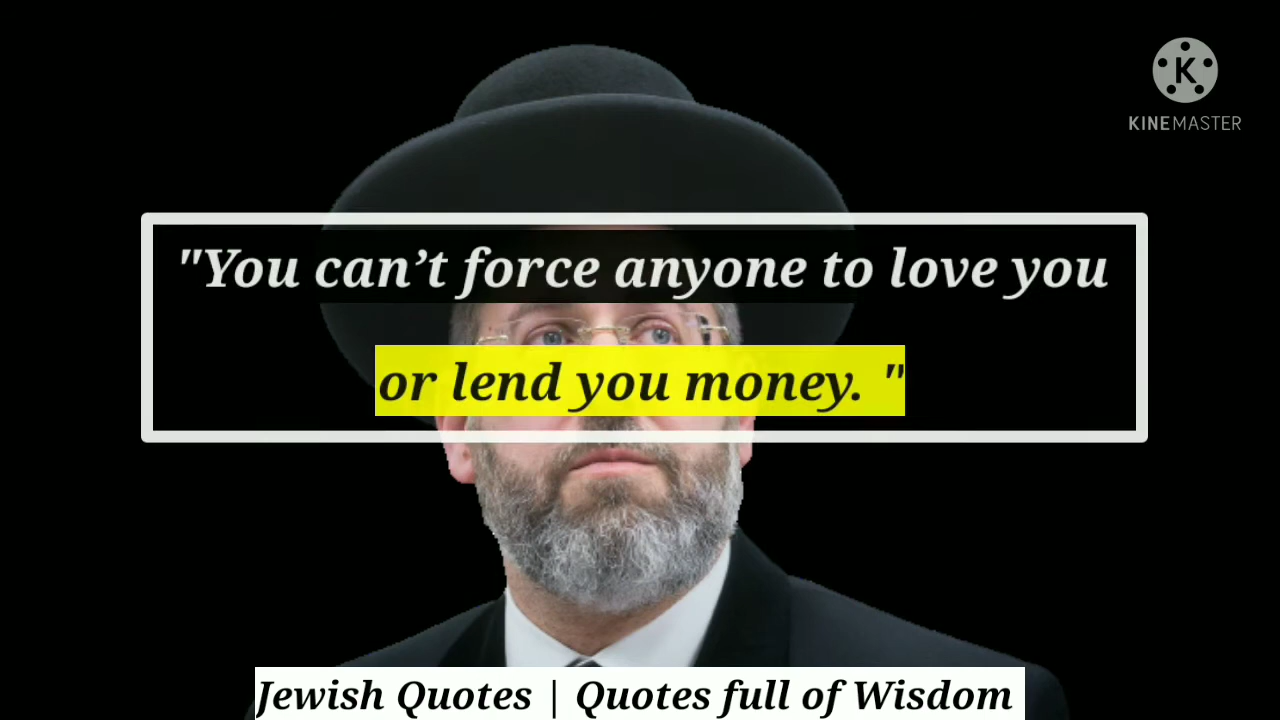 K
KINEMASTER
"You can’t force anyone to love you
or lend you money. "
Jewish Quotes | Quotes full of Wisdom